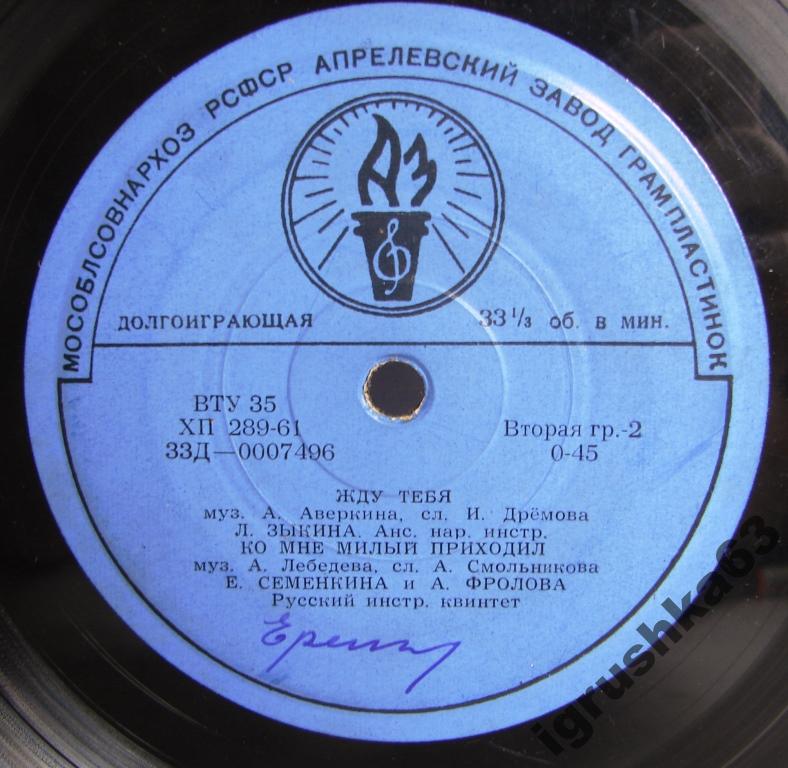 МОСОБЛСОВНАРХОЗ РСФСР АПРЕЛЕВСКИЙ ЗАВОД ГРАМПЛАСТИНОК
АЗ
ДОЛГОИГРАЮЩАЯ 33 1/3 об. в мин.
ВТУ 35
ХП 289-61 Вторая гр.-2
33Д—0007496 0-45
ЖДУ ТЕБЯ
муз. А. Аверкина, сл. И. Дрёмова
Л. ЗЫКИНА. Анс. нар. инстр.
КО МНЕ МИЛЫЙ ПРИХОДИЛ
муз. А. Лебедева, сл. А. Смольникова
Е. СЕМЕНКИНА и А. ФРОЛОВА
Русский инстр. квинтет
igrushka63